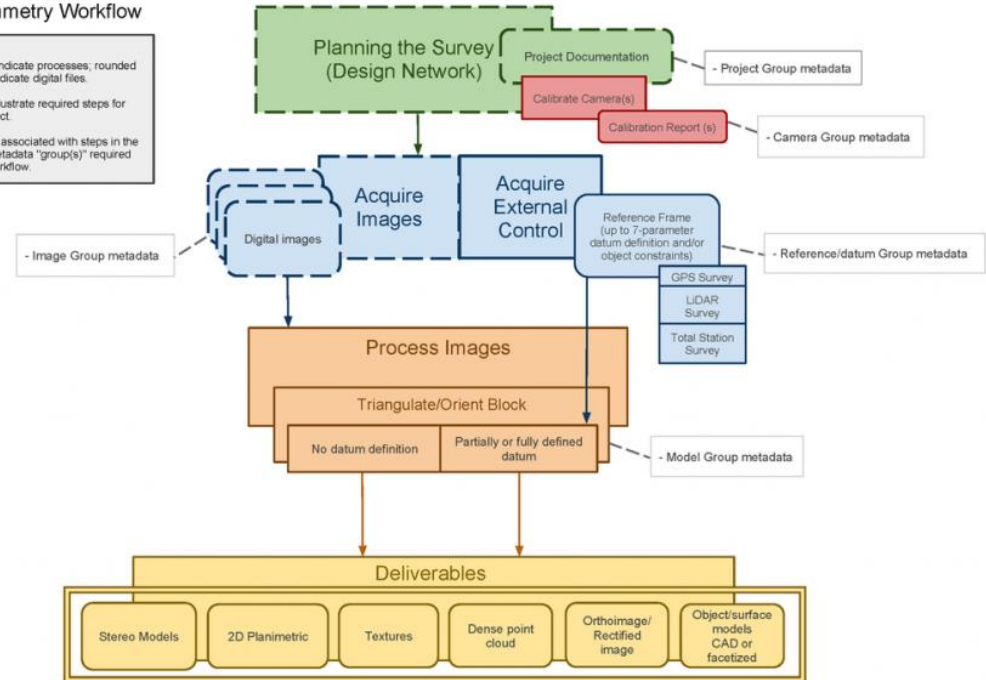 mmetry Workflow
ndicate processes; rounded
dicate digital files.
ustrate required steps for
ct.
associated with steps in the
etadata "group(s)" required
rkflow.
Planning the Survey
(Design Network)
Project Documentation
- Project Group metadata
Calibrate Camera(s)
Calibration Report (s)
- Camera Group metadata
Acquire
Images
Acquire
External
Control
Digital images
- Image Group metadata
Reference Frame
(up to 7-parameter
datum definition and/or
object constraints)
- Reference/datum Group metadata
GPS Survey
LiDAR
Survey
Total Station
Survey
Process Images
Triangulate/Orient Block
No datum definition
Partially or fully defined
datum
- Model Group metadata
Deliverables
Stereo Models
2D Planimetric
Textures
Dense point
cloud
Orthoimage/
Rectified
image
Object/surface
models
CAD or
facetized